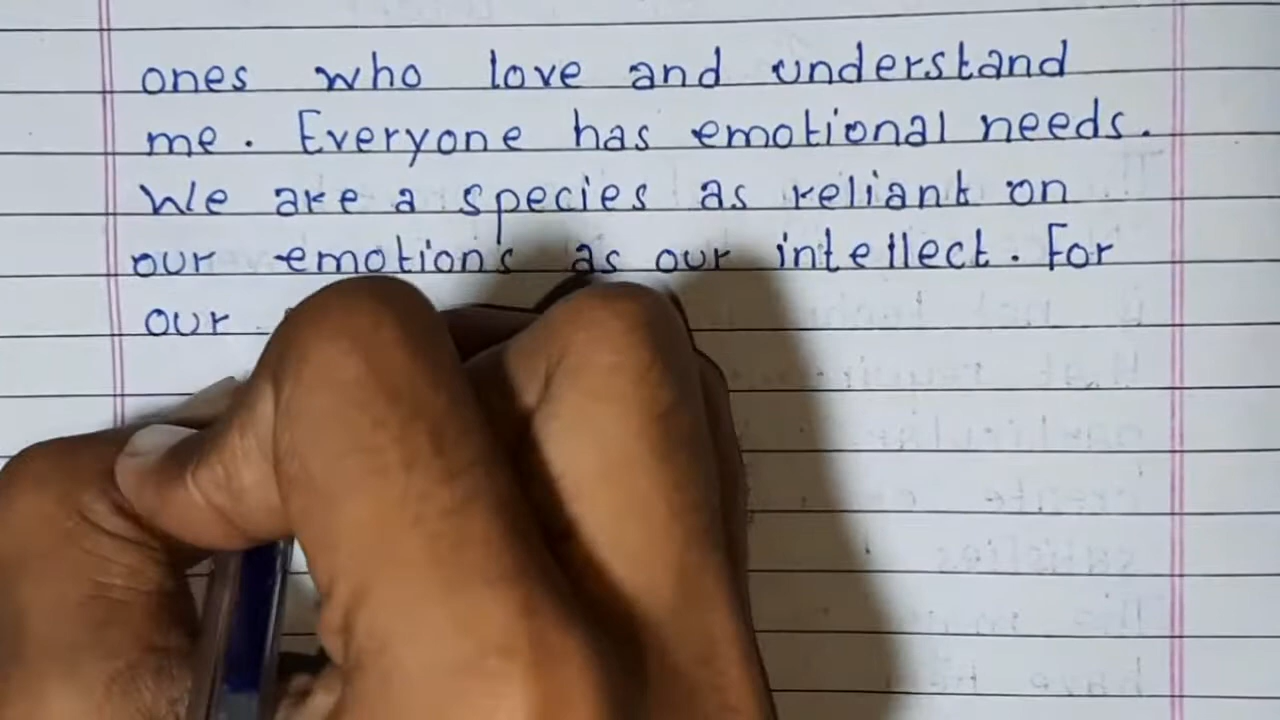 ones who love and understand
me. Everyone has emotional needs.
We are a species as reliant on
our emotions as our intellect. For
our